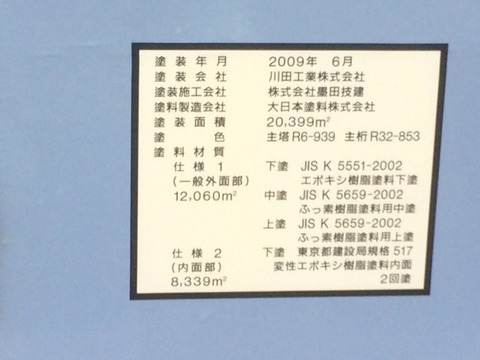 塗装年月 2009年 6月
塗装会社 川田工業株式会社
塗装施工会社 株式会社墨田技建
塗料製造会社 大日本塗料株式会社
塗装面積 20,399m²
塗色 主塔R6-939 主桁R32-853
塗料材質
仕様1 下塗 JIS K 5551-2002
(一般外面部) エポキシ樹脂塗料下塗
12,060m² 中塗 JIS K 5659-2002
ふっ素樹脂塗料用中塗
上塗 JIS K 5659-2002
ふっ素樹脂塗料用上塗
仕様2 下塗 東京都建設局規格517
(内面部) 変性エポキシ樹脂塗料内面
8,339m² 2回塗